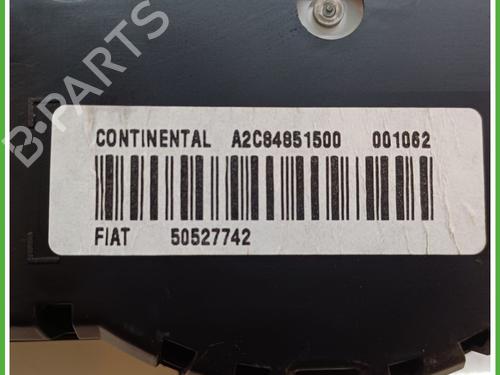 B-PARTS
CONTINENTAL A2C84851500 001062
FIAT 50527742